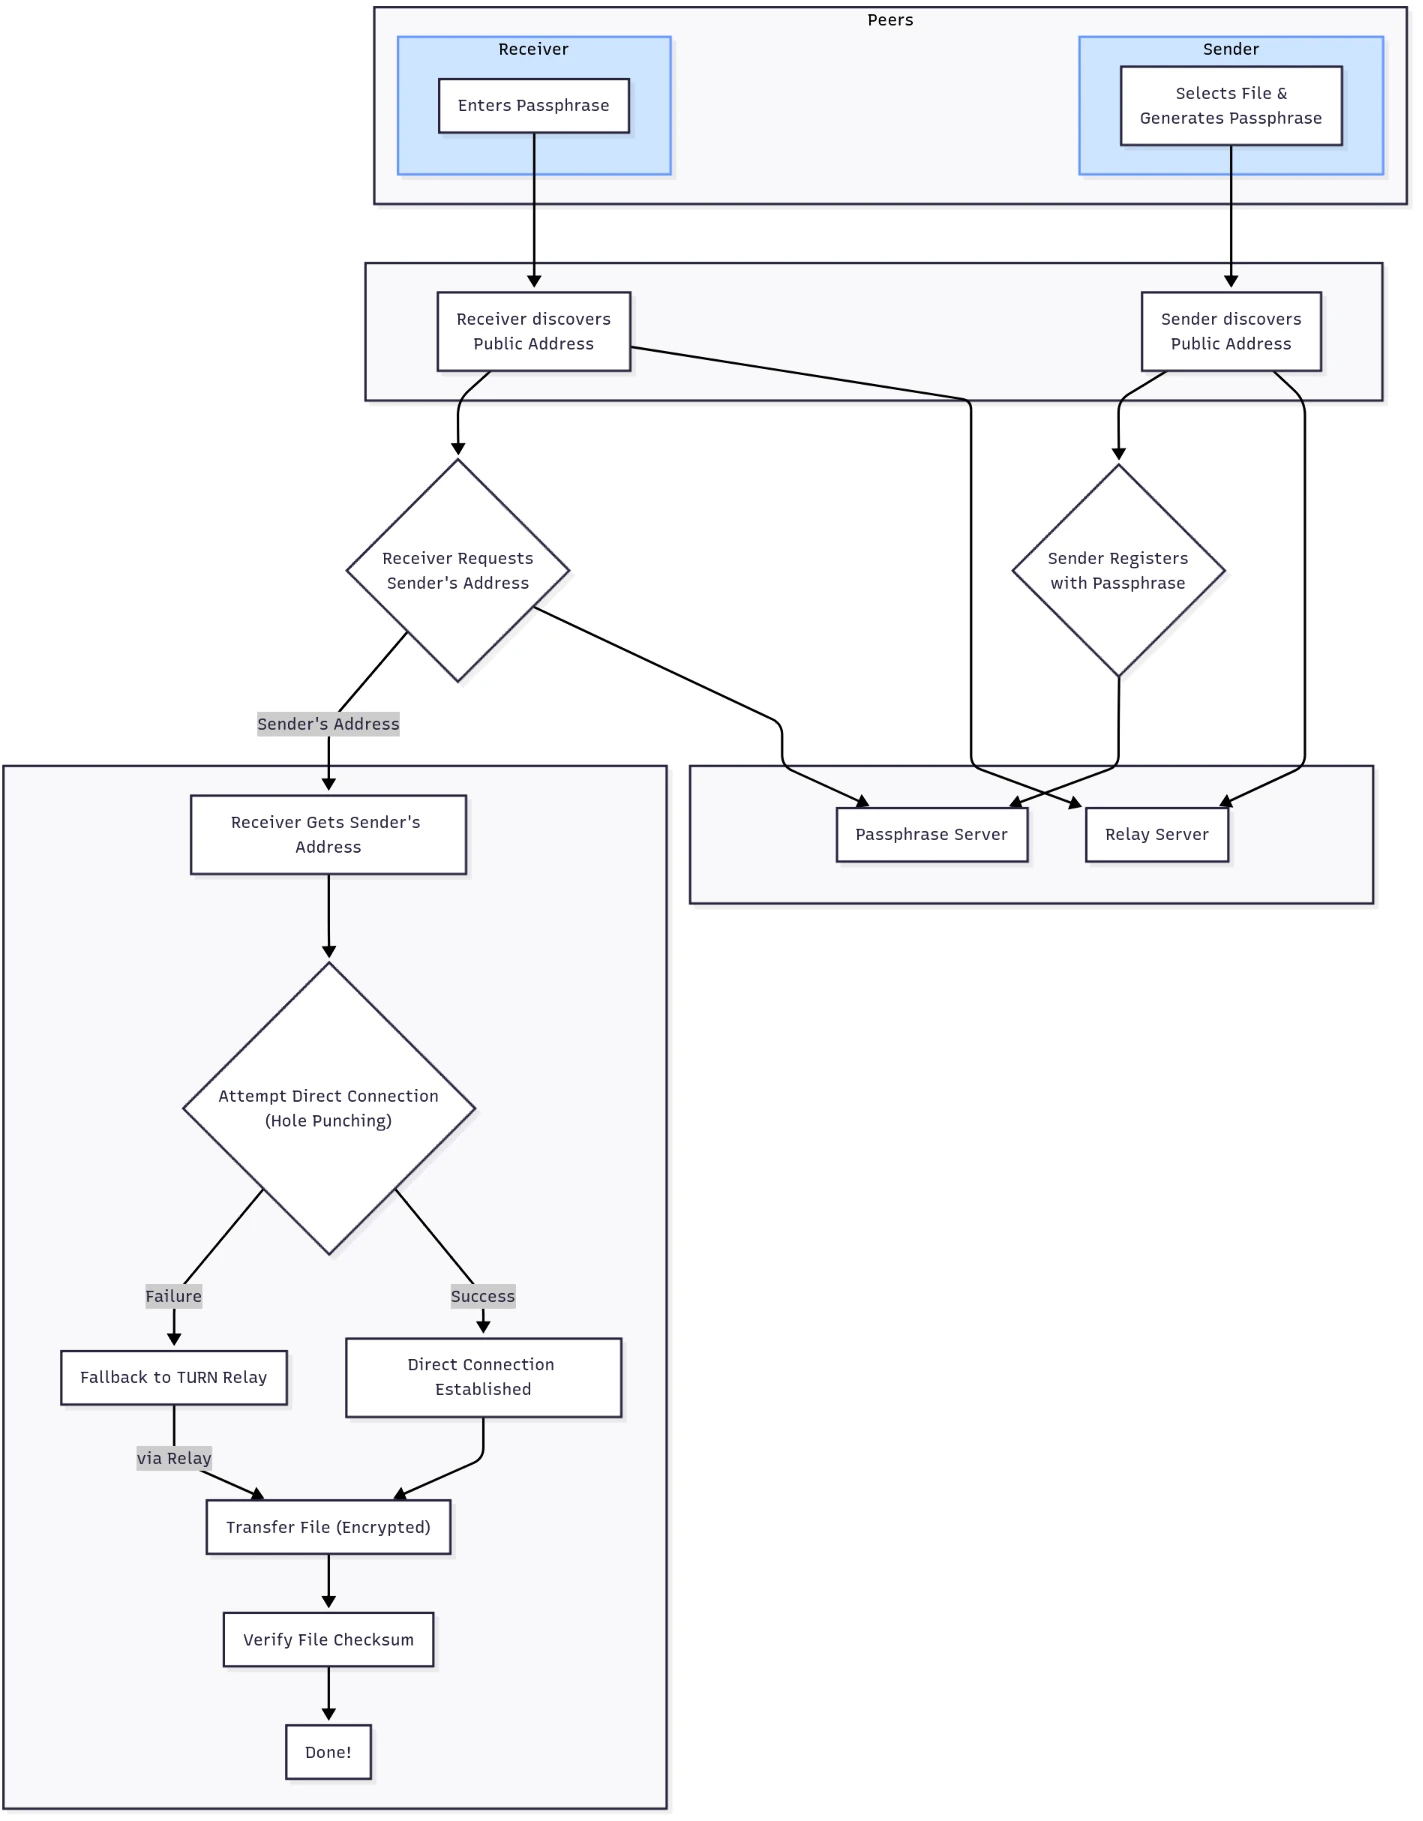 Peers
Receiver
Sender
Enters Passphrase
Selects File &
Generates Passphrase
Receiver discovers
Public Address
Sender discovers
Public Address
Receiver Requests
Sender's Address
Sender Registers
with Passphrase
Sender's Address
Receiver Gets Sender's
Address
Passphrase Server
Relay Server
Attempt Direct Connection
(Hole Punching)
Failure
Success
Fallback to TURN Relay
Direct Connection
Established
via Relay
Transfer File (Encrypted)
Verify File Checksum
Done!